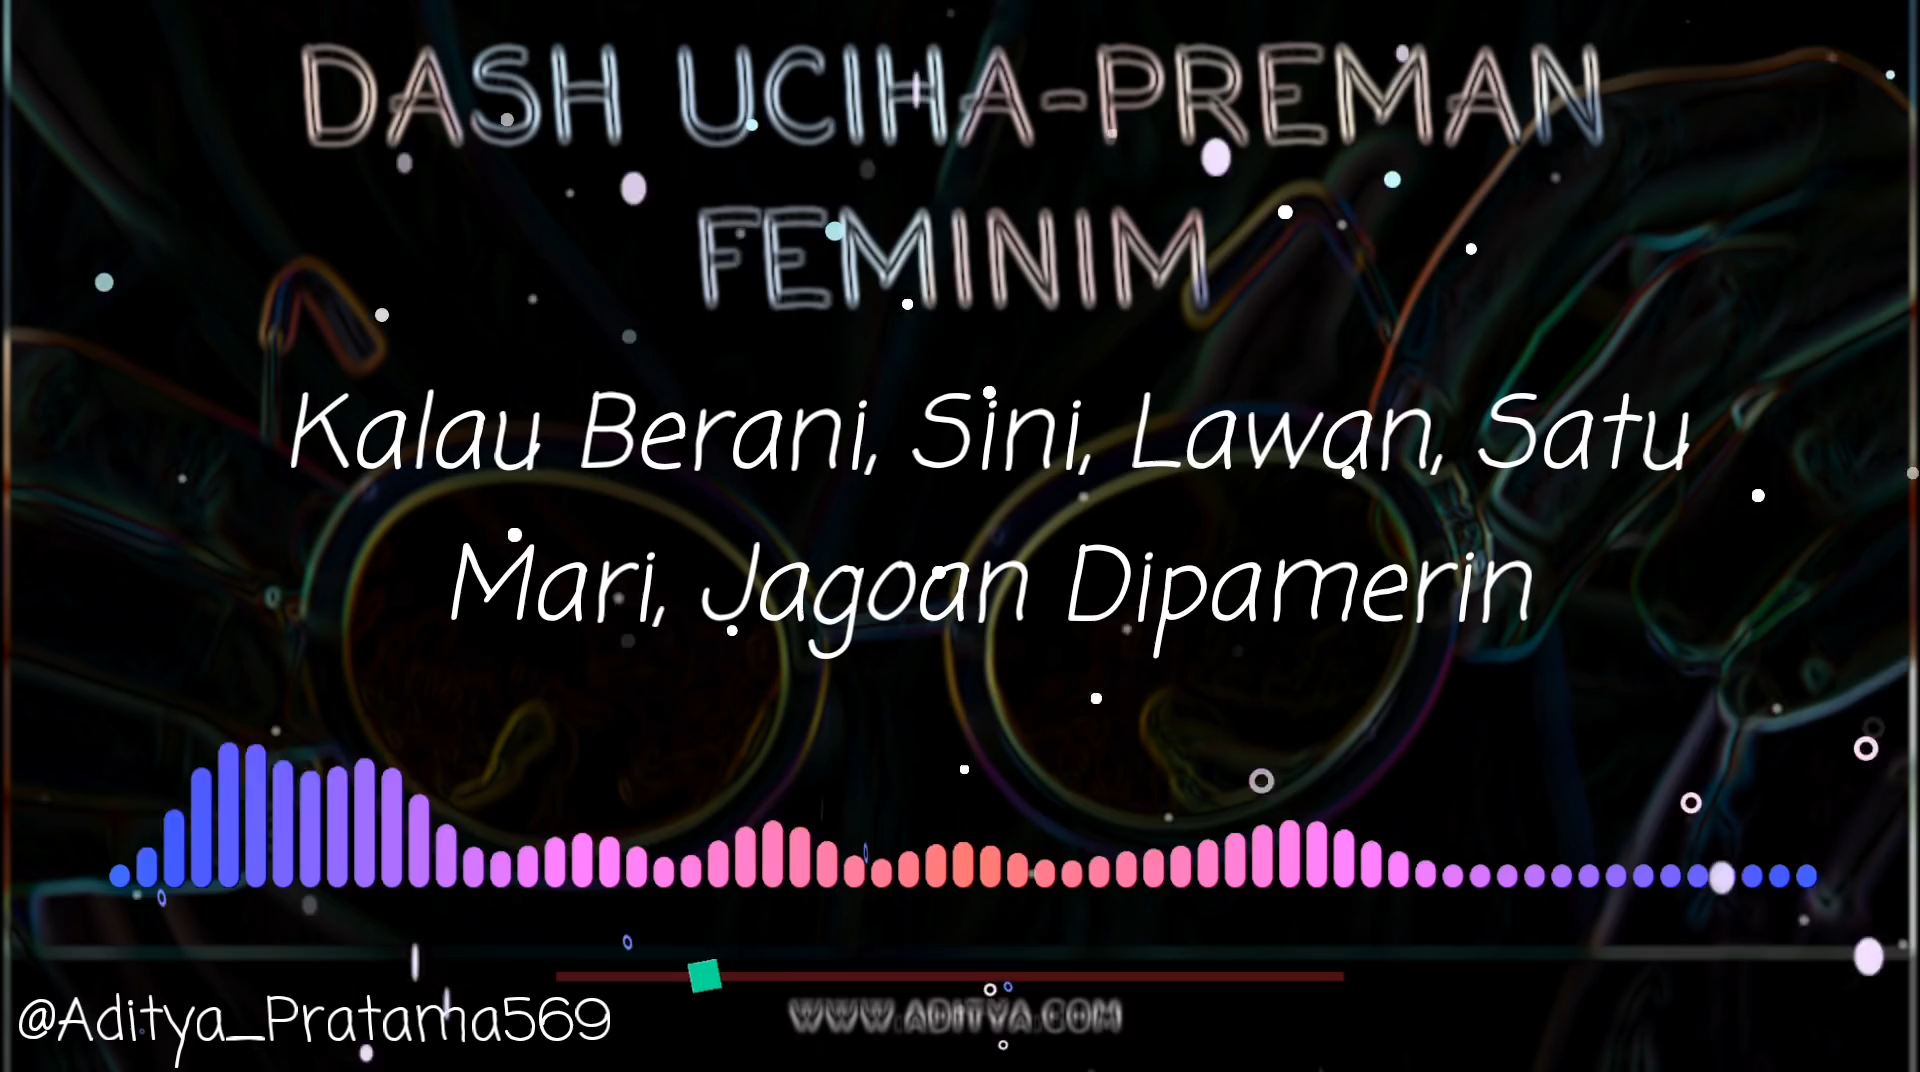 DASH UCIHA-PREMAN
FEMINIM
Kalau Berani, Sini, Lawan, Satu
Mari, Jagoan Dipamerin
@Aditya_Pratama569
WWW.ADITYA.COM